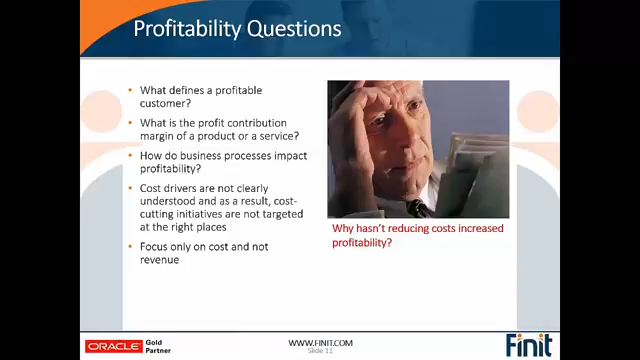 Profitability Questions
• What defines a profitable
customer?
• What is the profit contribution
margin of a product or a service?
• How do business processes impact
profitability?
• Cost drivers are not clearly
understood and as a result, cost-
cutting initiatives are not targeted
at the right places
• Focus only on cost and not
revenue
Why hasn't reducing costs increased
profitability?
ORACLE Gold
Partner
WWW.FINIT.COM
Slide 11
Finit